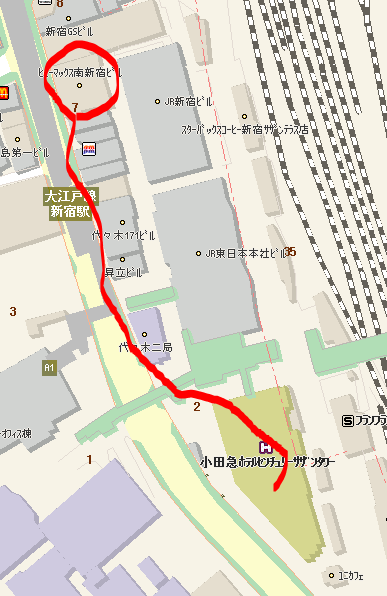 8
新宿GSビル
ヒューマックス南新宿ビル
7
JR新宿ビル
スターバックスコーヒー新宿サザンテラス店
島第一ビル
大江戸線
新宿駅
代々木171ビル
昇立ビル
JR東日本本社ビル
35
3
代々木二局
A1
2
フランフラ
オフィス棟
1
H
小田急ホテルセンチュリーサザンタワー
S
ユニカフェ